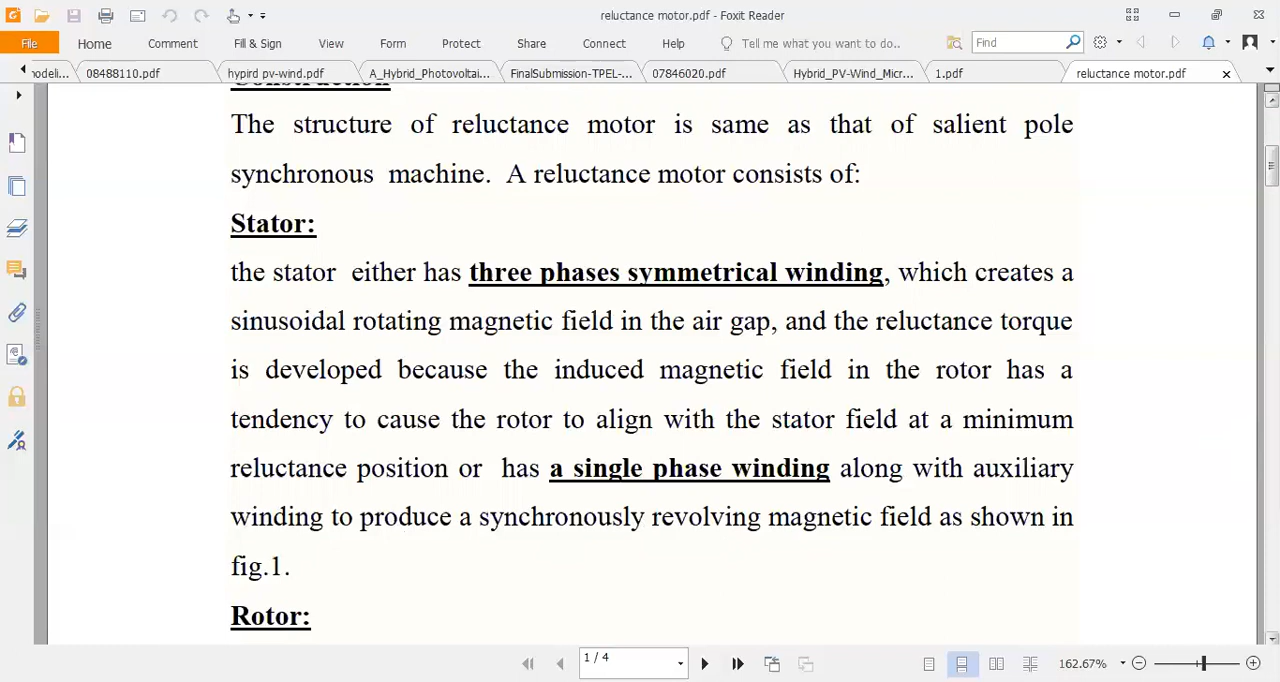 reluctance motor.pdf - Foxit Reader
File Home Comment Fill & Sign View Form Protect Share Connect Help Tell me what you want to do.. Find
nodeli... 08488110.pdf hypird pv-wind.pdf A_Hybrid_Photovoltai... FinalSubmission-TPEL-... 07846020.pdf Hybrid_PV-Wind_Micr... 1.pdf reluctance motor.pdf
Construction
The structure of reluctance motor is same as that of salient pole
synchronous machine. A reluctance motor consists of:
Stator:
the stator either has three phases symmetrical winding, which creates a
sinusoidal rotating magnetic field in the air gap, and the reluctance torque
is developed because the induced magnetic field in the rotor has a
tendency to cause the rotor to align with the stator field at a minimum
reluctance position or has a single phase winding along with auxiliary
winding to produce a synchronously revolving magnetic field as shown in
fig.1.
Rotor:
1 / 4 162.67%